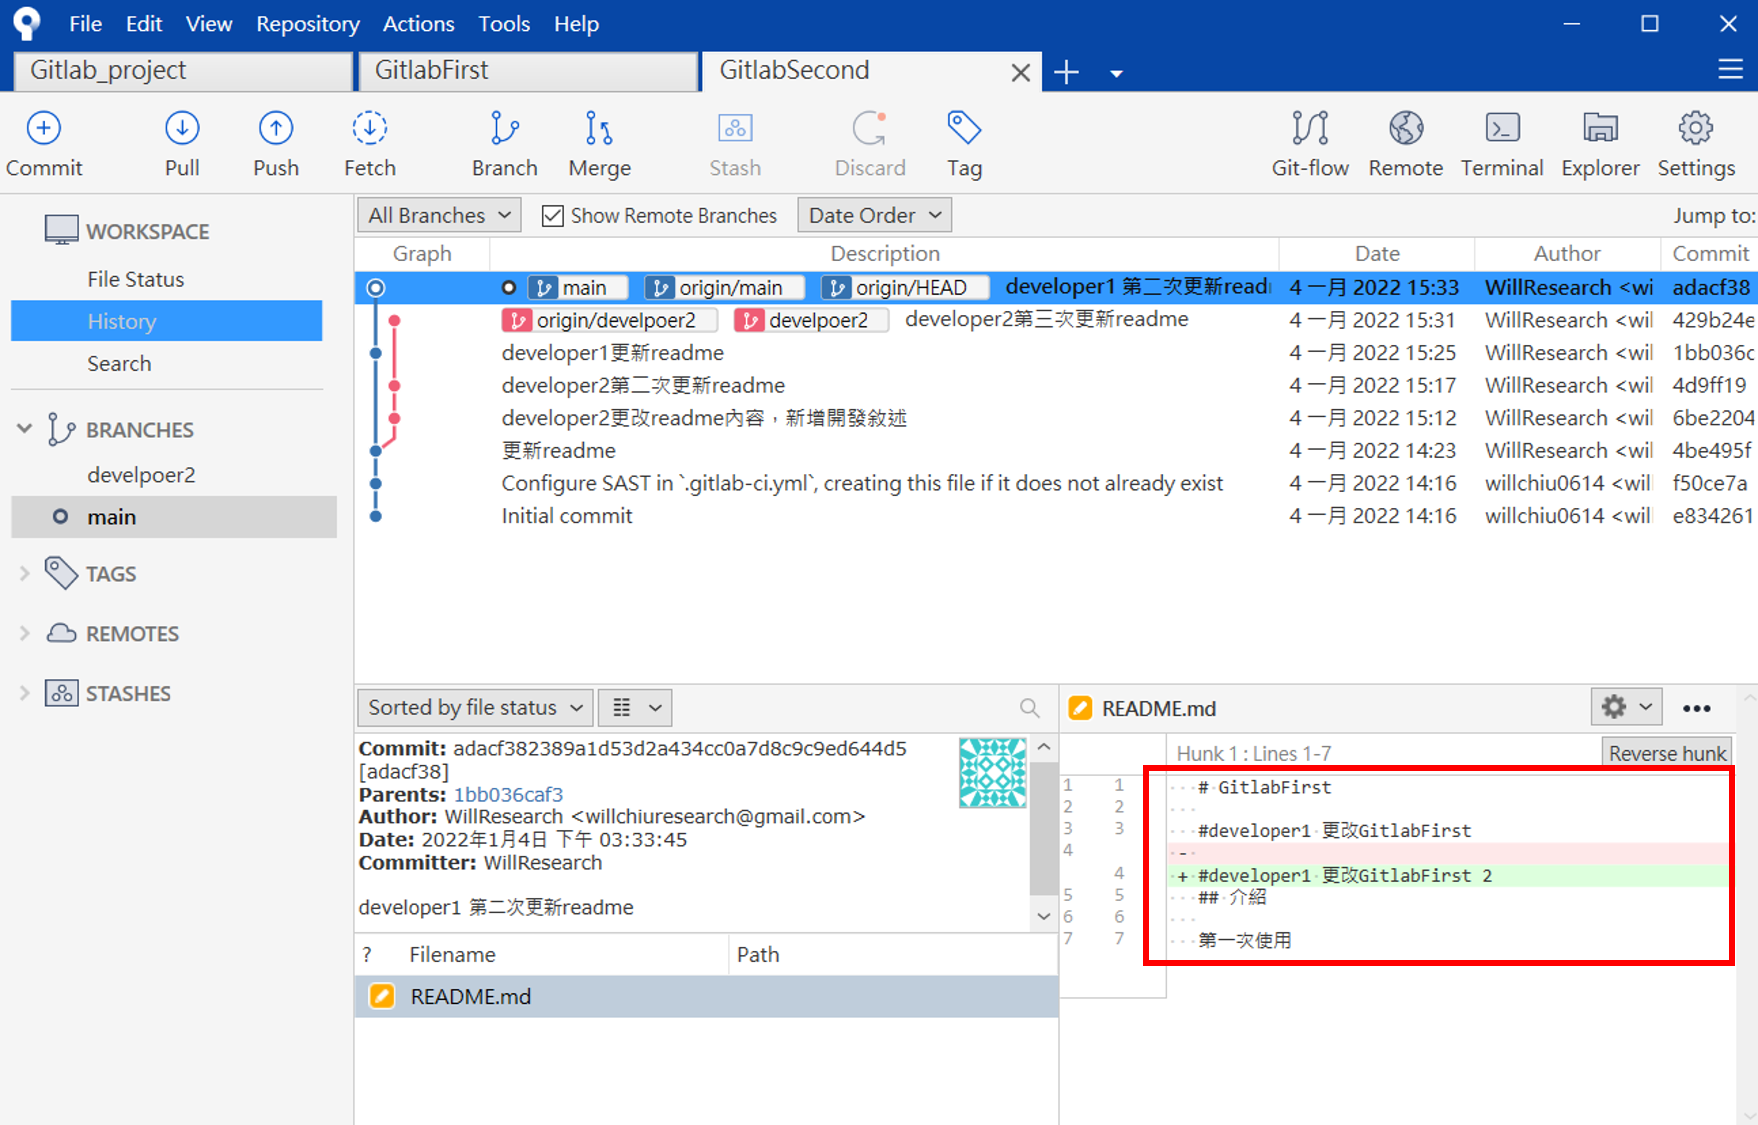 File Edit View Repository Actions Tools Help
Gitlab_project GitlabFirst GitlabSecond
Commit Pull Push Fetch Branch Merge Stash Discard Tag Git-flow Remote Terminal Explorer Settings
WORKSPACE
File Status
History
Search
BRANCHES
develpoer2
main
TAGS
REMOTES
STASHES
All Branches Show Remote Branches Date Order Jump to:
Graph Description Date Author Commit
main origin/main origin/HEAD developer1 第二次更新read 4 一月 2022 15:33 WillResearch <wi adacf38
origin/develpoer2 develpoer2 developer2第三次更新readme 4 一月 2022 15:31 WillResearch <wil 429b24e
developer1更新readme 4 一月 2022 15:25 WillResearch <wil 1bb036c
developer2第二次更新readme 4 一月 2022 15:17 WillResearch <wil 4d9ff19
developer2更改readme內容，新增開發敘述 4 一月 2022 15:12 WillResearch <wil 6be2204
更新readme 4 一月 2022 14:23 WillResearch <wil 4be495f
Configure SAST in `.gitlab-ci.yml`, creating this file if it does not already exist 4 一月 2022 14:16 willchiu0614 <wil f50ce7a
Initial commit 4 一月 2022 14:16 willchiu0614 <wil e834261
Sorted by file status
Commit: adacf382389a1d53d2a434cc0a7d8c9c9ed644d5
[adacf38]
Parents: 1bb036caf3
Author: WillResearch <willchiuresearch@gmail.com>
Date: 2022年1月4日 下午 03:33:45
Committer: WillResearch
developer1 第二次更新readme
? Filename Path
README.md
README.md
Hunk 1 : Lines 1-7 Reverse hunk
1 1 # GitlabFirst
2 2
3 3 #developer1 更改GitlabFirst
4 -
4 + #developer1 更改GitlabFirst 2
5 5 ## 介紹
6 6
7 7 第一次使用